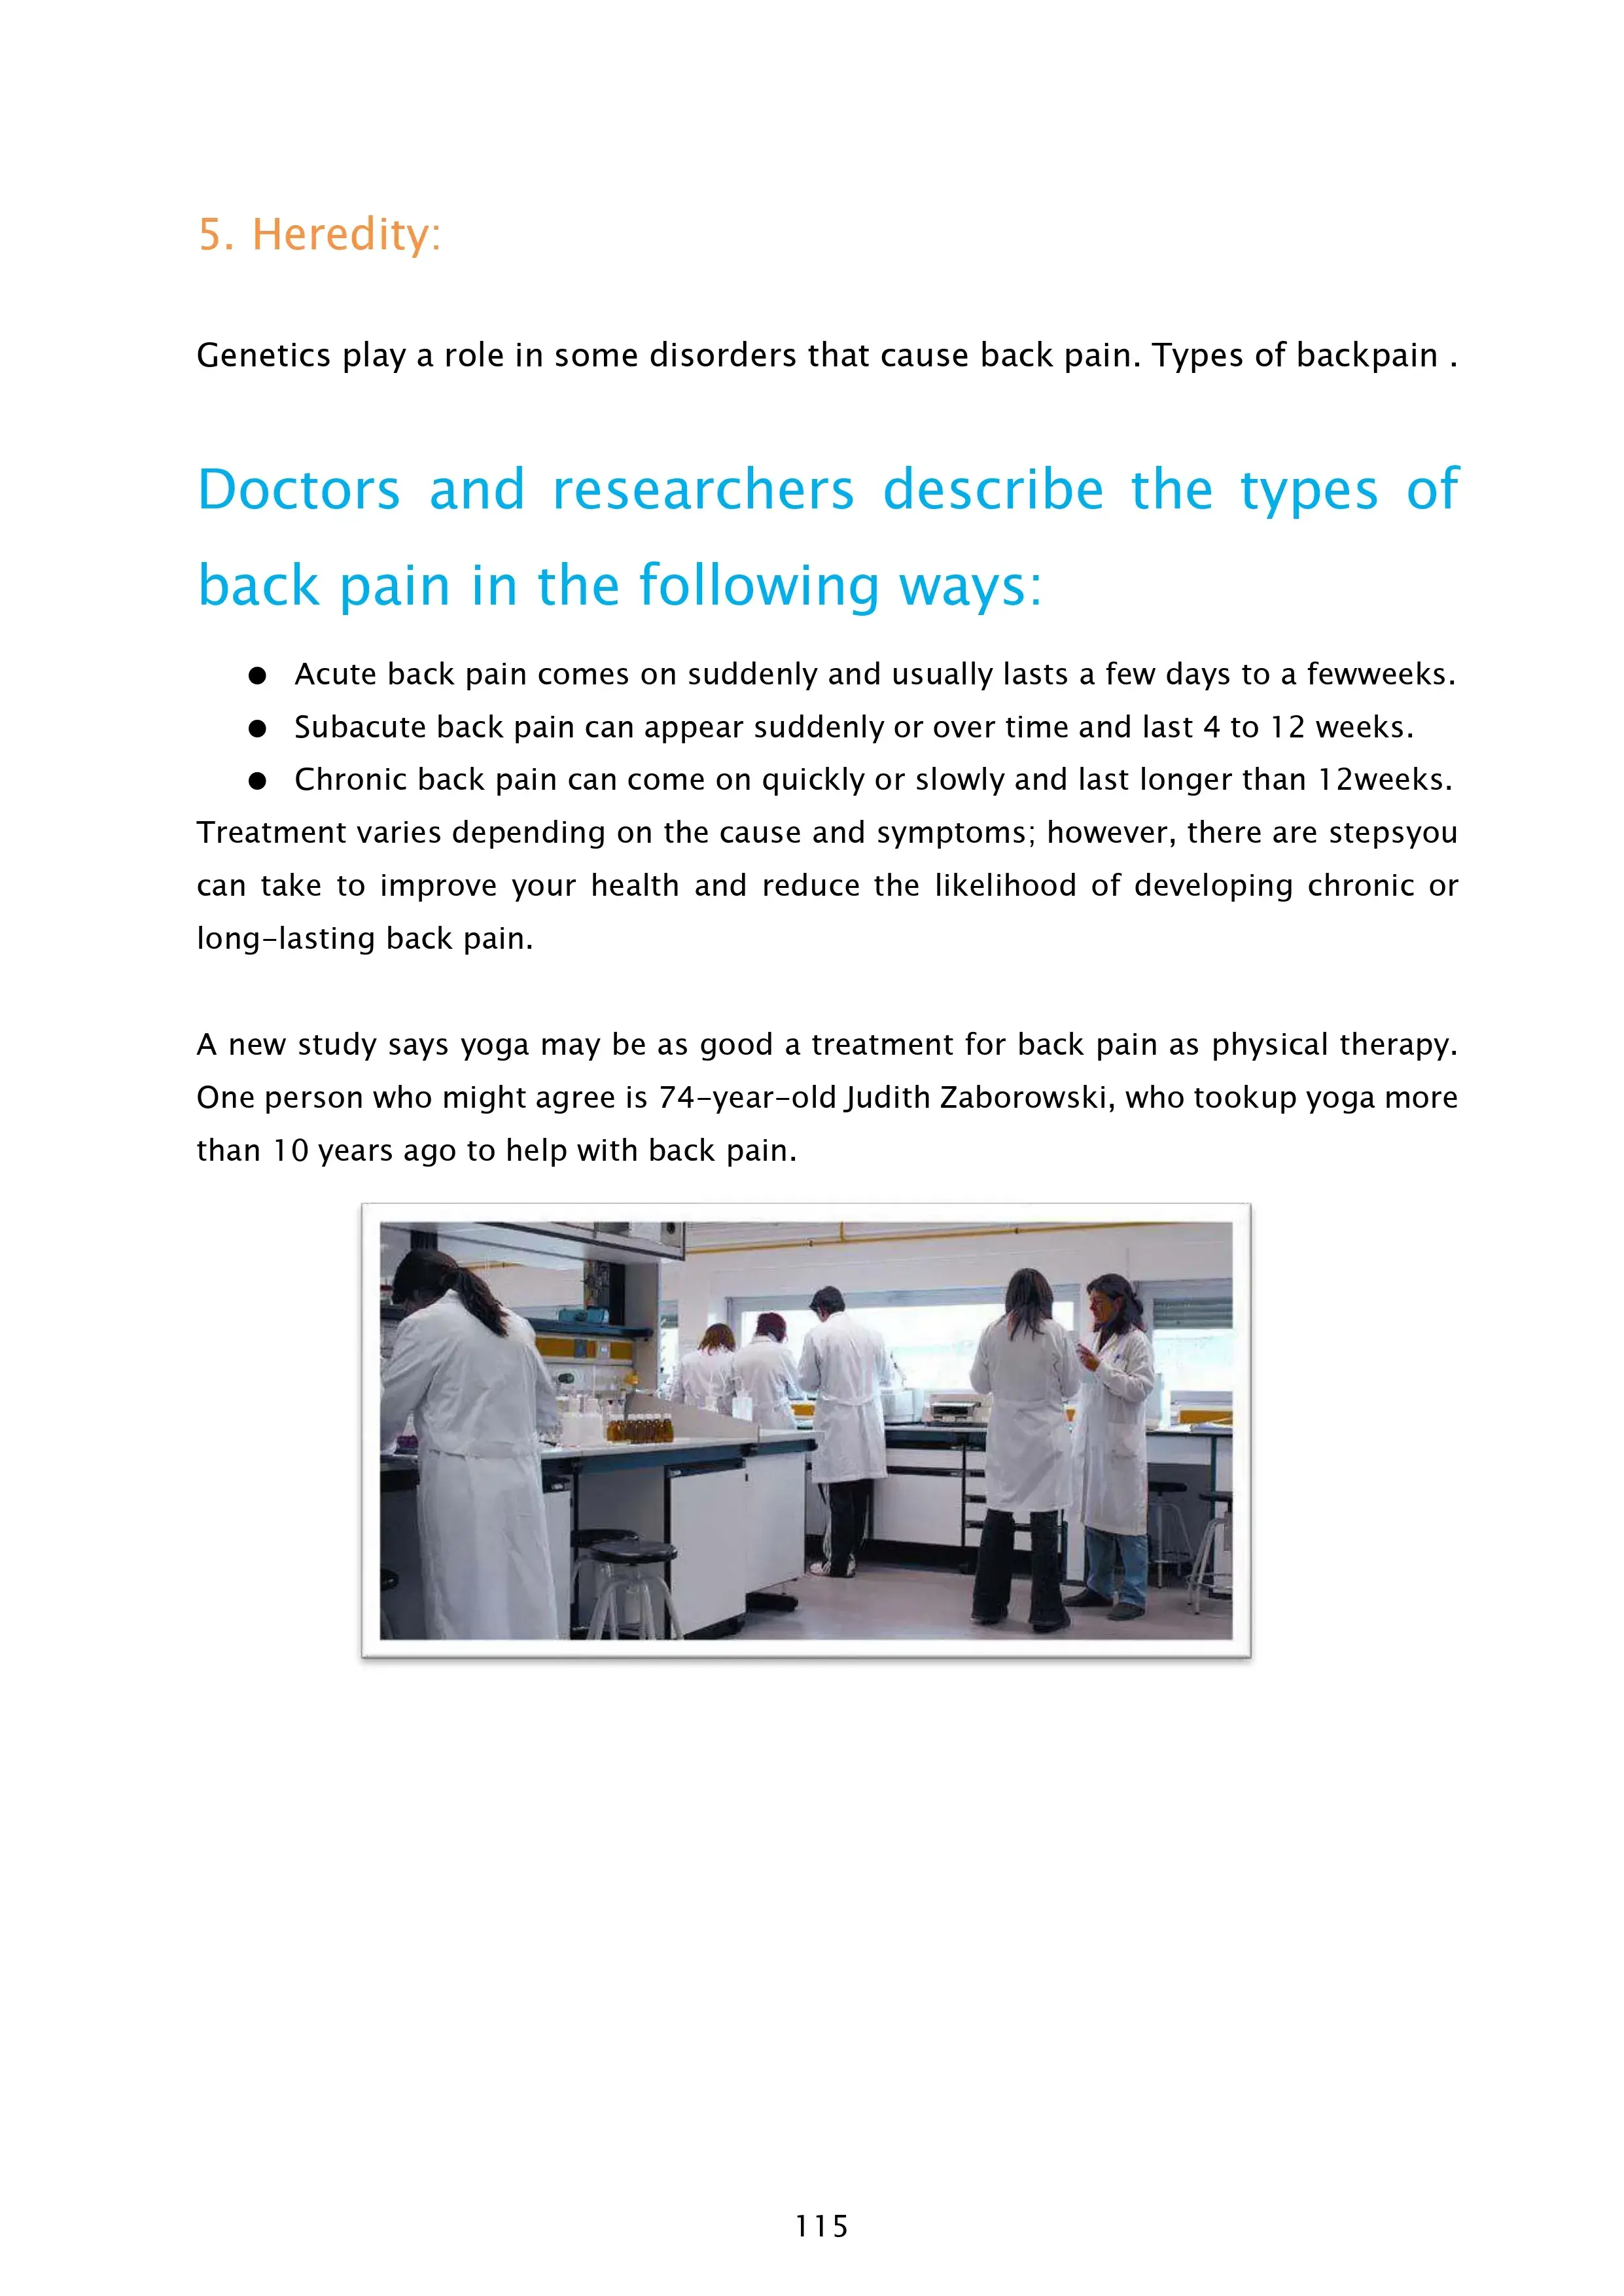 5. Heredity:
Genetics play a role in some disorders that cause back pain. Types of backpain .
Doctors and researchers describe the types of
back pain in the following ways:
● Acute back pain comes on suddenly and usually lasts a few days to a fewweeks.
● Subacute back pain can appear suddenly or over time and last 4 to 12 weeks.
● Chronic back pain can come on quickly or slowly and last longer than 12weeks.
Treatment varies depending on the cause and symptoms; however, there are stepsyou
can take to improve your health and reduce the likelihood of developing chronic or
long-lasting back pain.
A new study says yoga may be as good a treatment for back pain as physical therapy.
One person who might agree is 74-year-old Judith Zaborowski, who tookup yoga more
than 10 years ago to help with back pain.
115